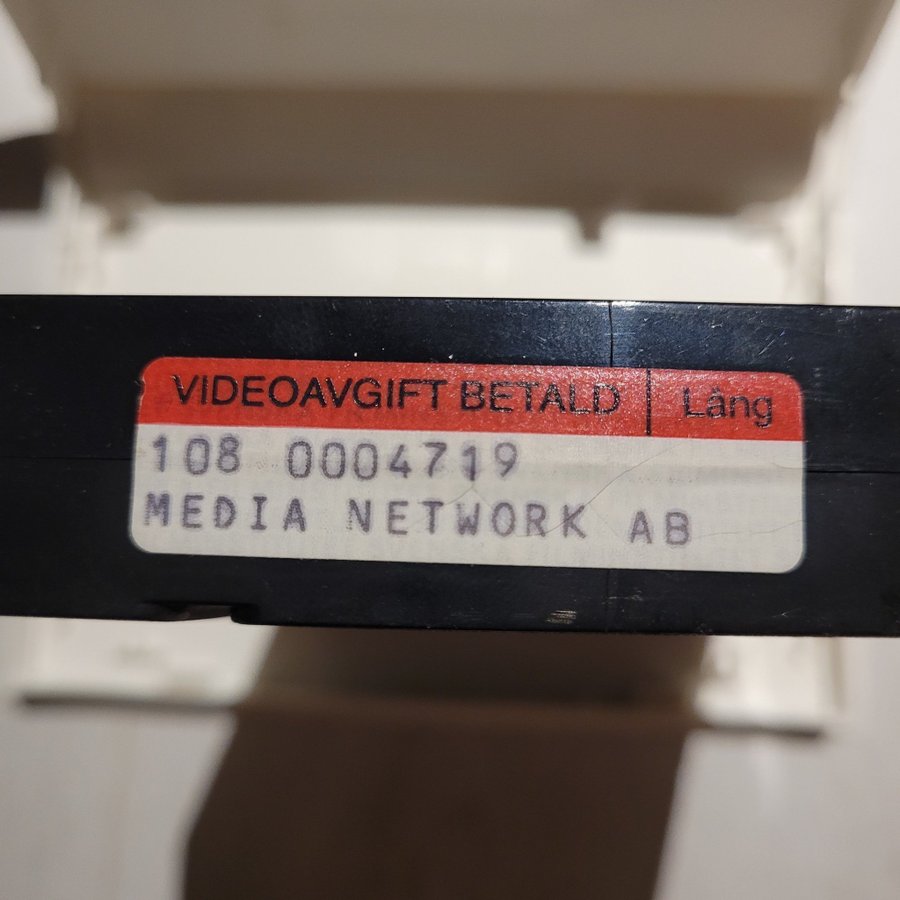 VIDEOAVGIFT BETALD Lång
108 0004719
MEDIA NETWORK AB